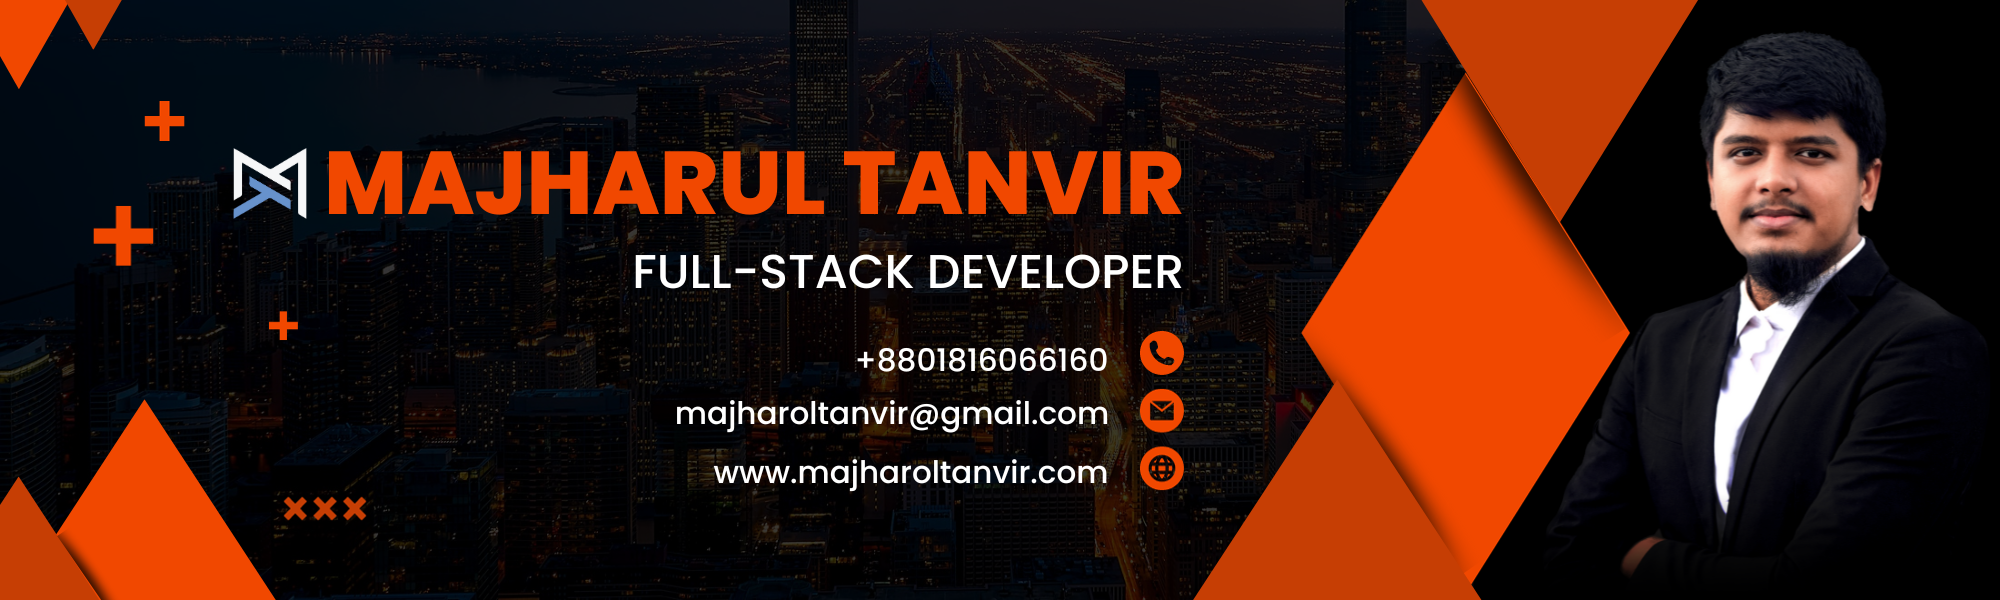 MAJHARUL TANVIR
FULL-STACK DEVELOPER
+8801816066160
majharoltanvir@gmail.com
www.majharoltanvir.com